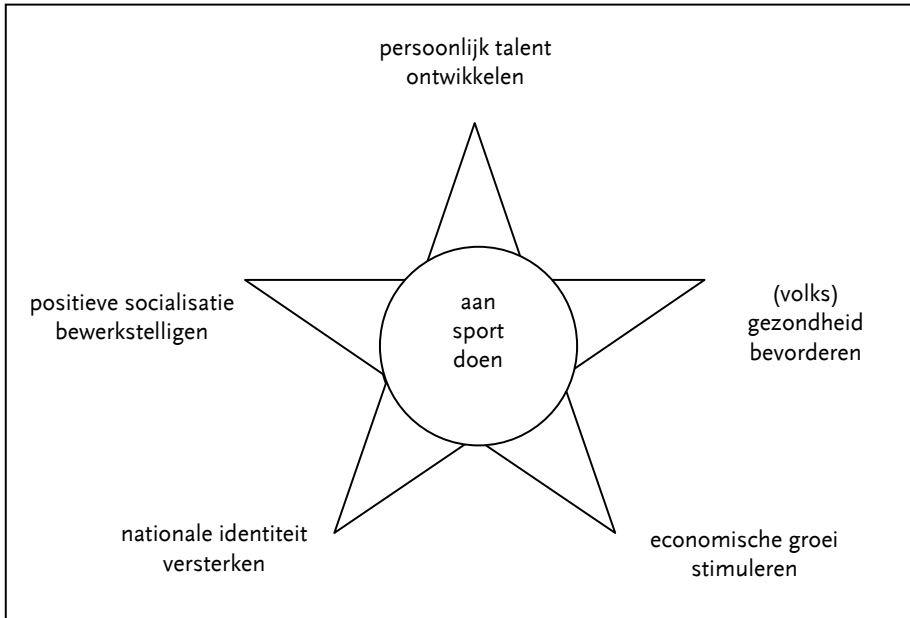 persoonlijk talent
ontwikkelen
positieve socialisatie
bewerkstelligen
aan
sport
doen
(volks)
gezondheid
bevorderen
nationale identiteit
versterken
economische groei
stimuleren